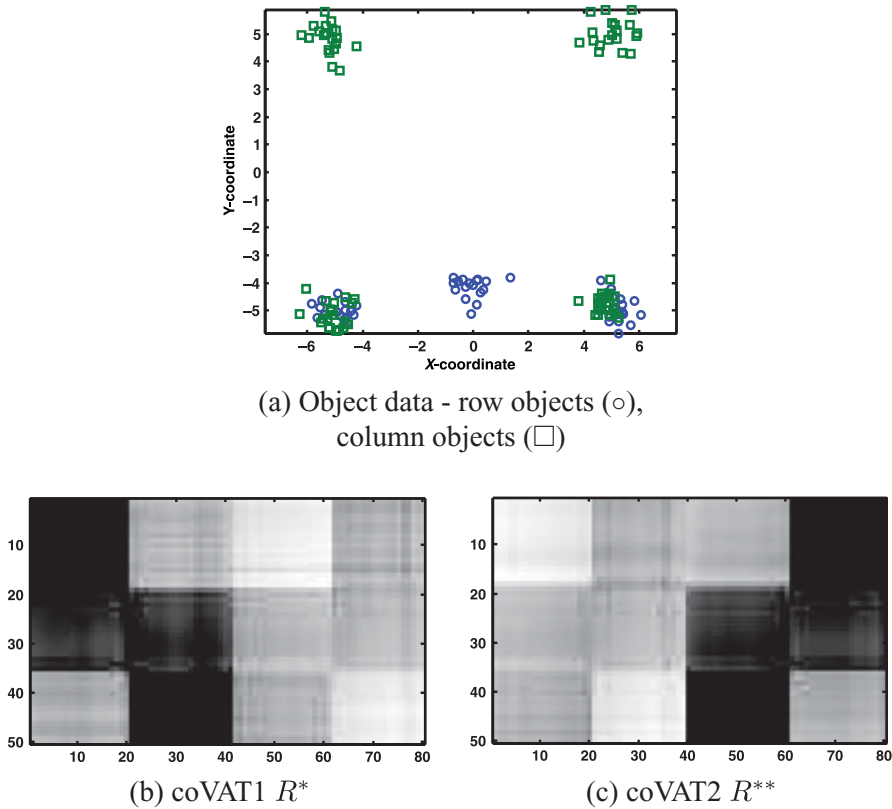 5
4
3
2
1
0
−1
−2
−3
−4
−5
Y-coordinate
−6 −4 −2 0 2 4 6
X-coordinate
(a) Object data - row objects (○),
column objects (□)
10
20
30
40
50
10 20 30 40 50 60 70 80
(b) coVAT1 R*
10
20
30
40
50
10 20 30 40 50 60 70 80
(c) coVAT2 R**